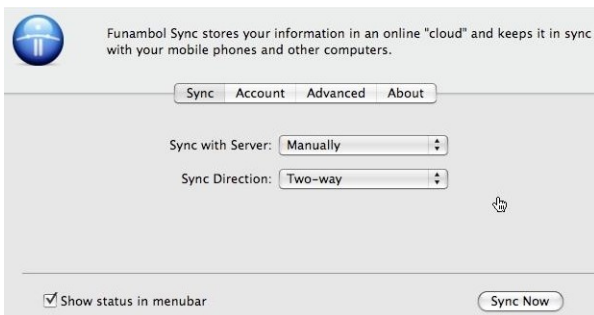 Funambol Sync stores your information in an online "cloud" and keeps it in sync
with your mobile phones and other computers.
Sync Account Advanced About
Sync with Server: Manually
Sync Direction: Two-way
Show status in menubar Sync Now